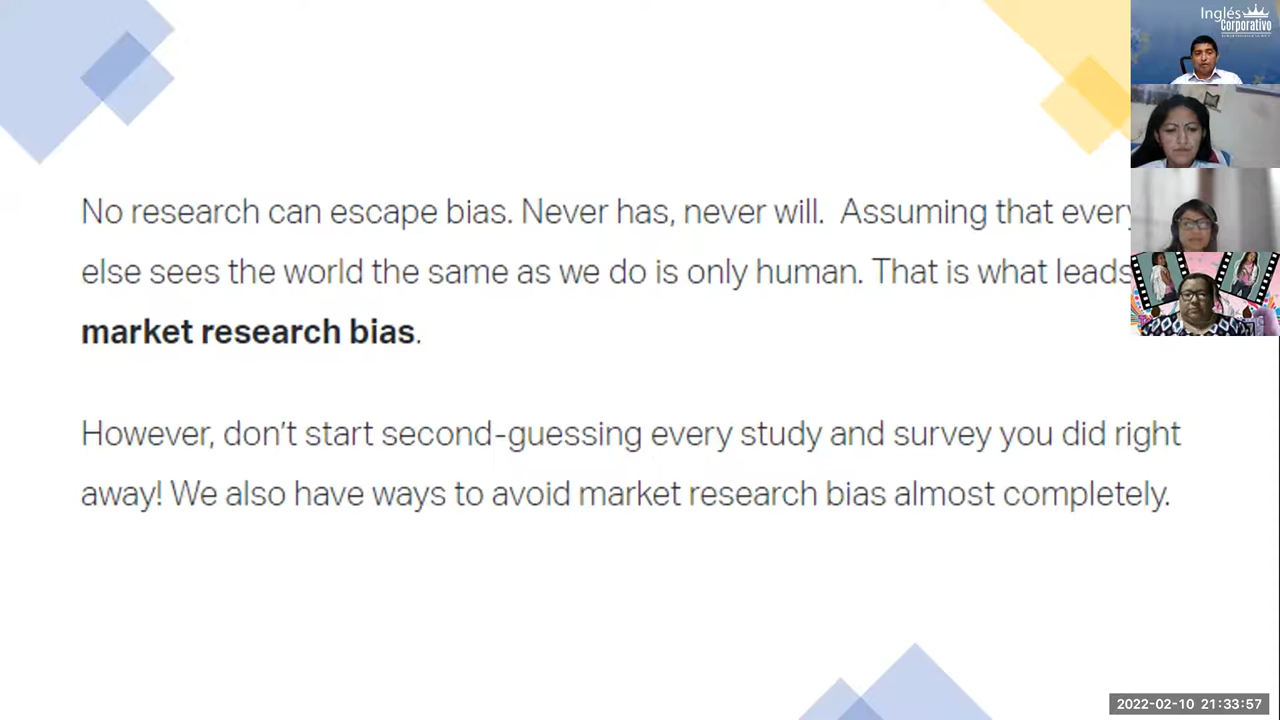 Inglés
Corporativo
No research can escape bias. Never has, never will. Assuming that every
else sees the world the same as we do is only human. That is what leads
market research bias.
However, don't start second-guessing every study and survey you did right
away! We also have ways to avoid market research bias almost completely.
2022-02-10 21:33:57